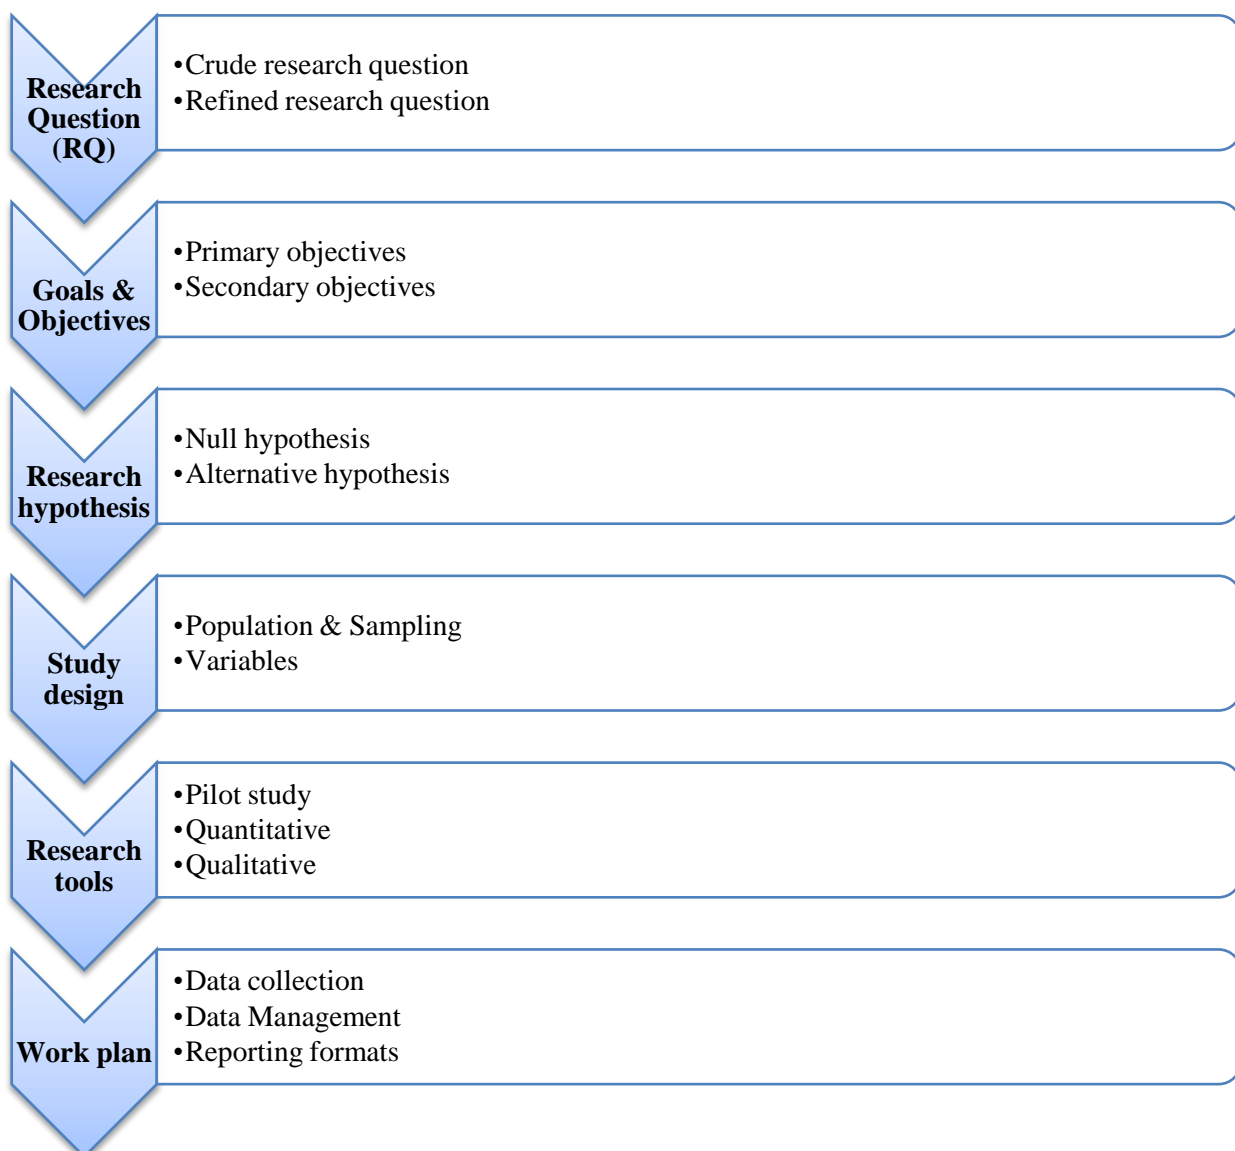 Research
Question
(RQ)
•Crude research question
•Refined research question
Goals &
Objectives
•Primary objectives
•Secondary objectives
Research
hypothesis
•Null hypothesis
•Alternative hypothesis
Study
design
•Population & Sampling
•Variables
Research
tools
•Pilot study
•Quantitative
•Qualitative
Work plan
•Data collection
•Data Management
•Reporting formats